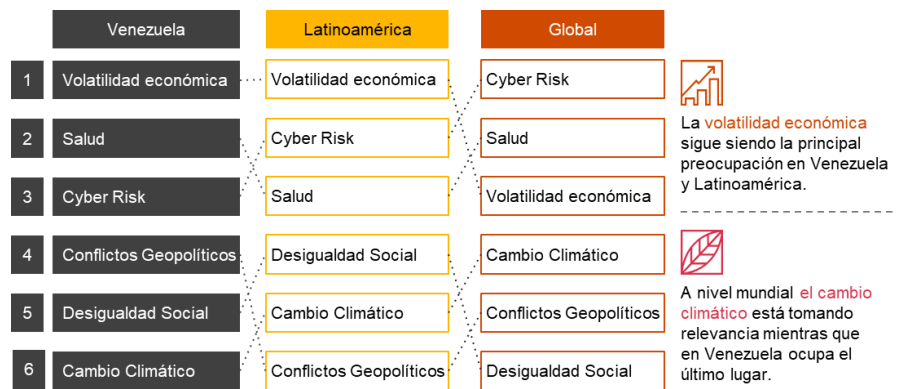 Venezuela
Latinoamérica
Global
1
Volatilidad económica
Volatilidad económica
Cyber Risk
2
Salud
Cyber Risk
Salud
3
Cyber Risk
Salud
Volatilidad económica
4
Conflictos Geopolíticos
Desigualdad Social
Cambio Climático
5
Desigualdad Social
Cambio Climático
Conflictos Geopolíticos
6
Cambio Climático
Conflictos Geopolíticos
Desigualdad Social
La volatilidad económica
sigue siendo la principal
preocupación en Venezuela
y Latinoamérica.
A nivel mundial el cambio
climático está tomando
relevancia mientras que
en Venezuela ocupa el
último lugar.